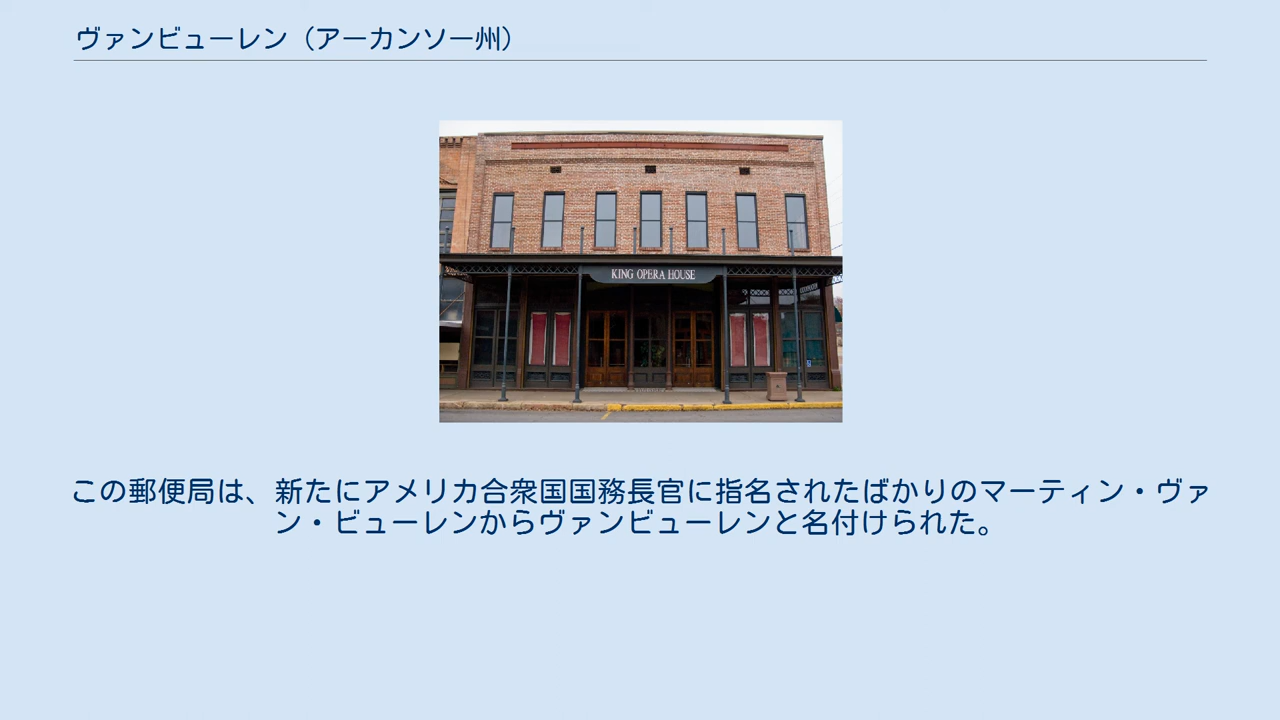 ヴァンビューレン（アーカンソー州）
KING OPERA HOUSE
この郵便局は、新たにアメリカ合衆国国務長官に指名されたばかりのマーティン・ヴァ
ン・ビューレンからヴァンビューレンと名付けられた。